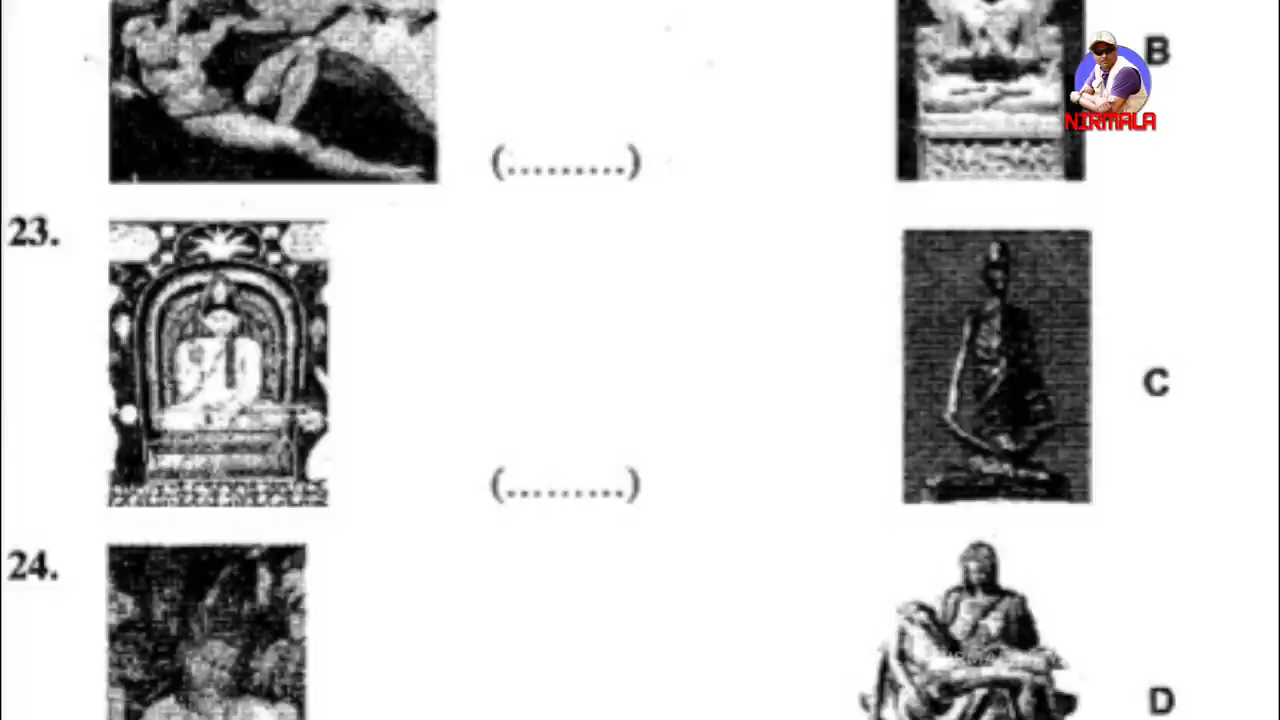 B
NIRMALA
(.........)
23.
C
(.........)
24.
D